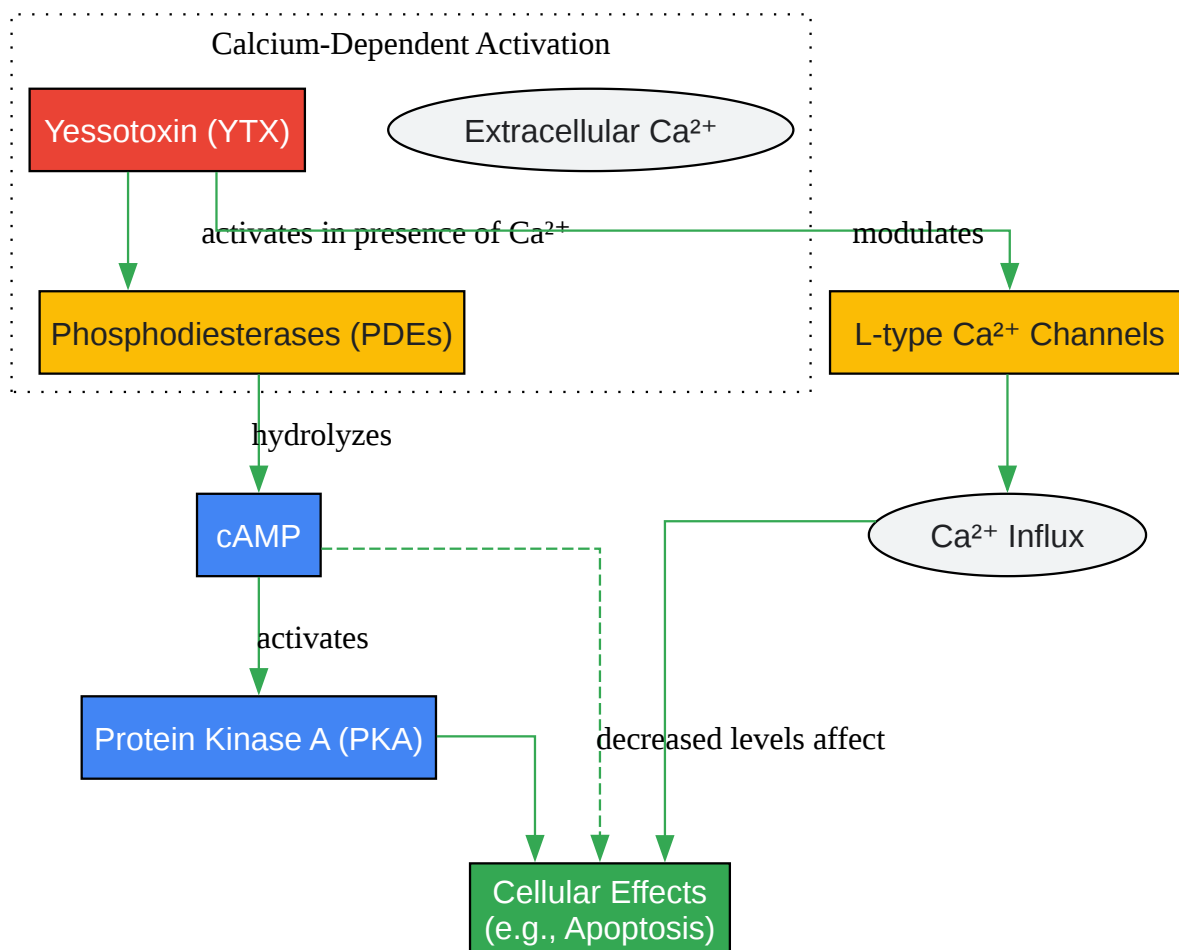 Calcium-Dependent Activation
Yessotoxin (YTX)
Extracellular Ca²⁺
activates in presence of Ca²⁺
modulates
Phosphodiesterases (PDEs)
L-type Ca²⁺ Channels
hydrolyzes
cAMP
Ca²⁺ Influx
activates
Protein Kinase A (PKA)
decreased levels affect
Cellular Effects
(e.g., Apoptosis)